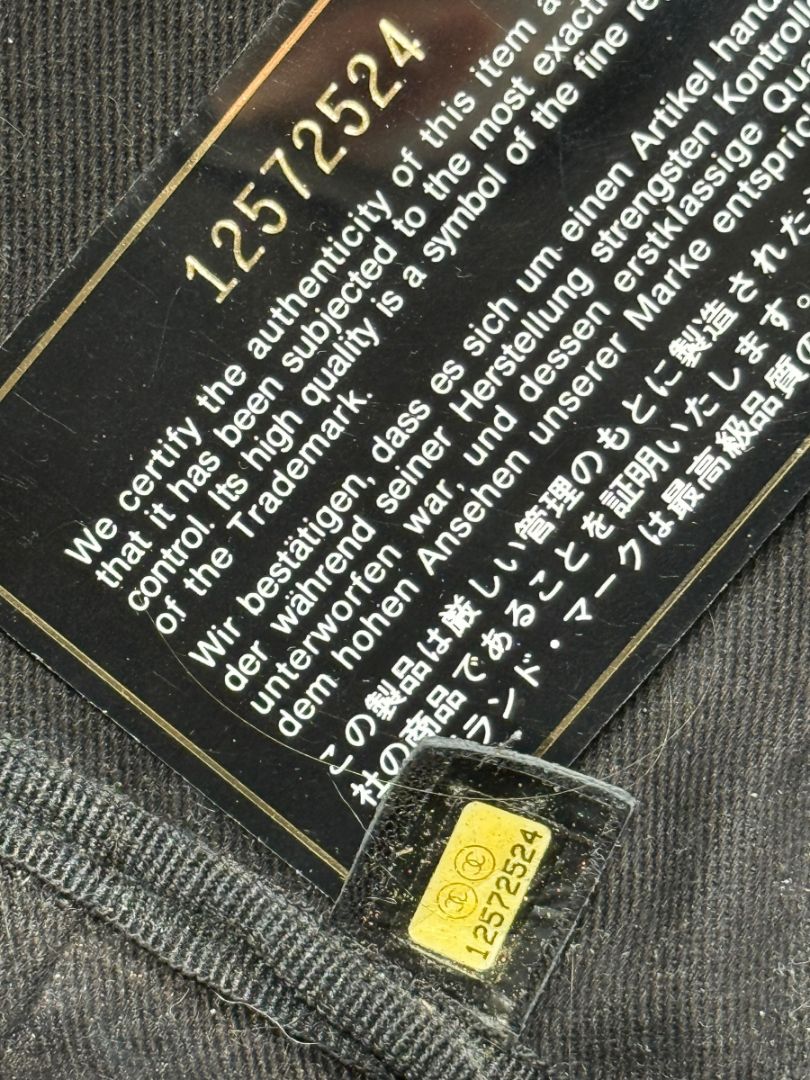 12572524
We certify the authenticity of this item a
that it has been subjected to the most exacti
control. Its high quality is a symbol of the fine re
of the Trademark.
Wir bestätigen, dass es sich um einen Artikel hand
der während seiner Herstellung strengsten Kontroll
unterworfen war, und dessen erstklassige Qua
dem hohen Ansehen unserer Marke entspric
この製品は厳しい管理のもとに製造された
社の商品であることを証明いたします。
ランド・マークは最高級品質の
12572524